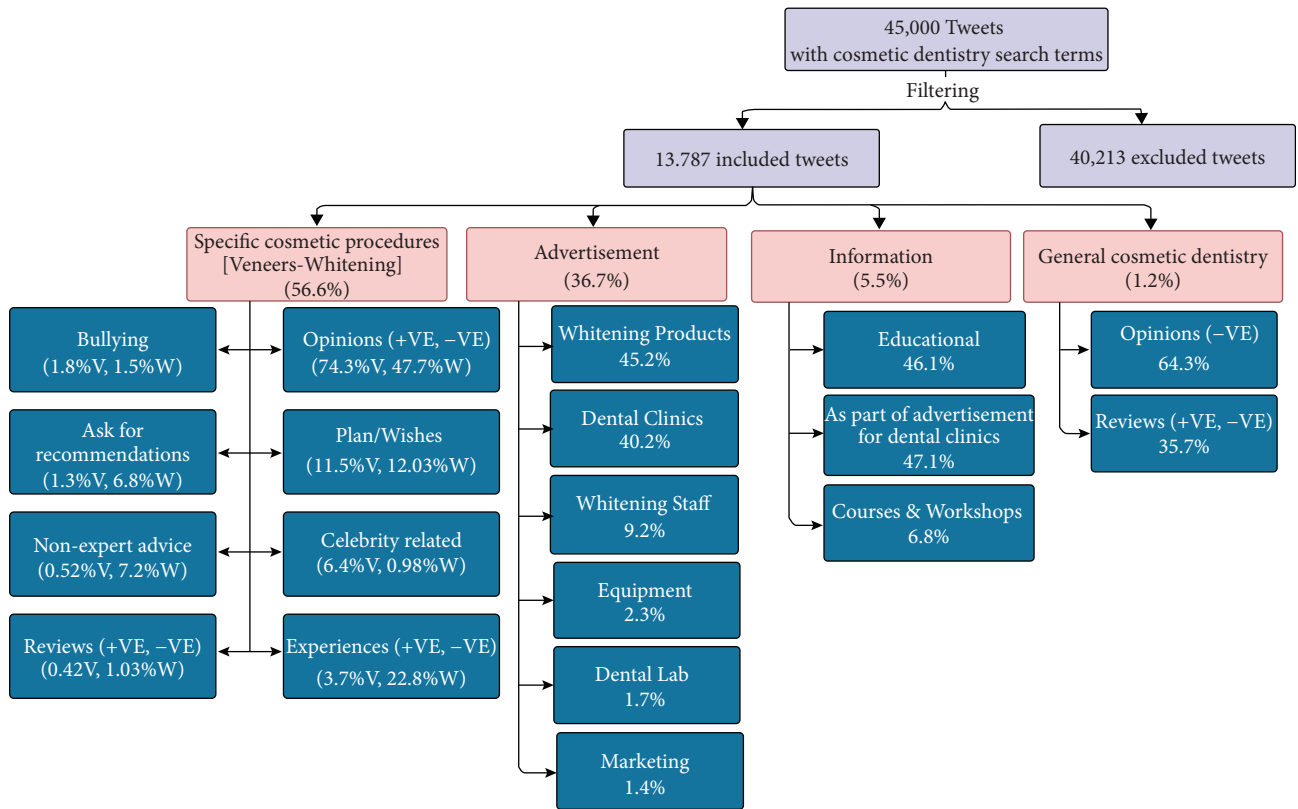 45,000 Tweets
with cosmetic dentistry search terms
Filtering
13.787 included tweets
40,213 excluded tweets
Specific cosmetic procedures
[Veneers-Whitening]
(56.6%)
Advertisement
(36.7%)
Information
(5.5%)
General cosmetic dentistry
(1.2%)
Bullying
(1.8%V, 1.5%W)
Opinions (+VE, −VE)
(74.3%V, 47.7%W)
Ask for
recommendations
(1.3%V, 6.8%W)
Plan/Wishes
(11.5%V, 12.03%W)
Non-expert advice
(0.52%V, 7.2%W)
Celebrity related
(6.4%V, 0.98%W)
Reviews (+VE, −VE)
(0.42V, 1.03%W)
Experiences (+VE, −VE)
(3.7%V, 22.8%W)
Whitening Products
45.2%
Dental Clinics
40.2%
Whitening Staff
9.2%
Equipment
2.3%
Dental Lab
1.7%
Marketing
1.4%
Educational
46.1%
As part of advertisement
for dental clinics
47.1%
Courses & Workshops
6.8%
Opinions (−VE)
64.3%
Reviews (+VE, −VE)
35.7%